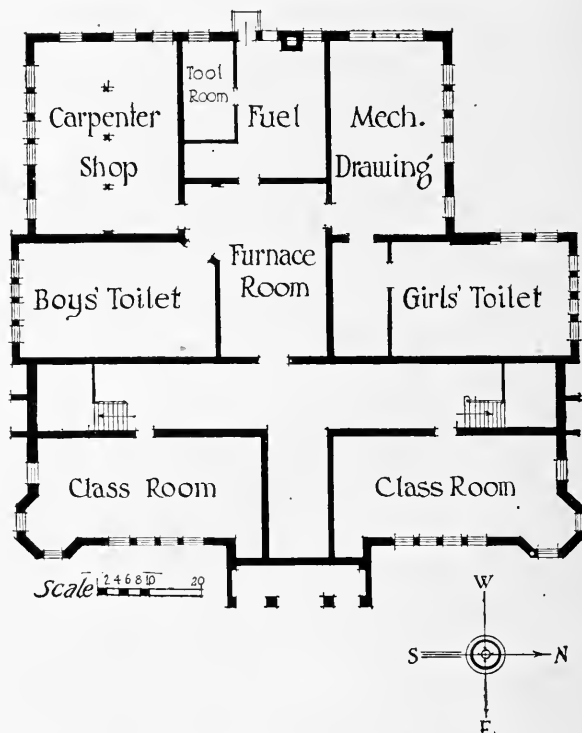 Tool
Room
Carpenter
Shop
Fuel
Mech.
Drawing
Furnace
Room
Boys' Toilet
Girls' Toilet
Class Room
Class Room
Scale 2 4 6 8 10 20
W
S N
E.